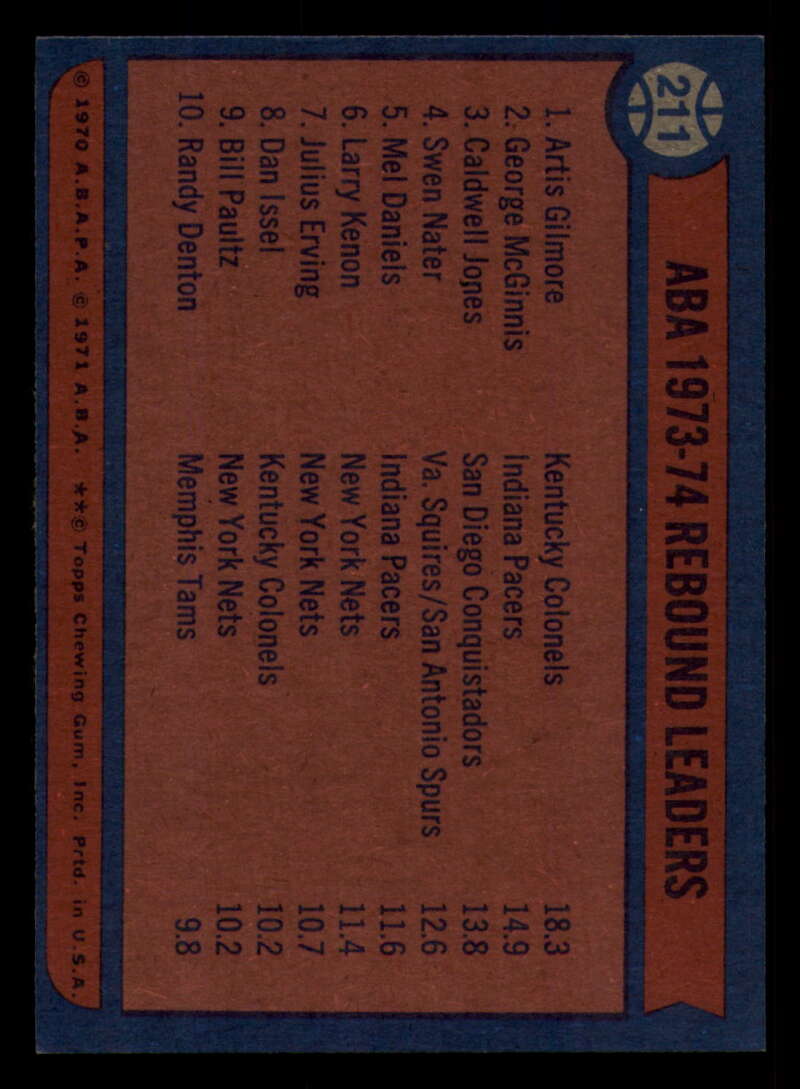 211
ABA 1973-74 REBOUND LEADERS
1. Artis Gilmore Kentucky Colonels 18.3
2. George McGinnis Indiana Pacers 14.9
3. Caldwell Jones San Diego Conquistadors 13.8
4. Swen Nater Va. Squires/San Antonio Spurs 12.6
5. Mel Daniels Indiana Pacers 11.6
6. Larry Kenon New York Nets 11.4
7. Julius Erving New York Nets 10.7
8. Dan Issel Kentucky Colonels 10.2
9. Bill Paultz New York Nets 10.2
10. Randy Denton Memphis Tams 9.8
© 1970 A.B.A.P.A. © 1971 A.B.A. **© Topps Chewing Gum, Inc. Prtd. in U.S.A.